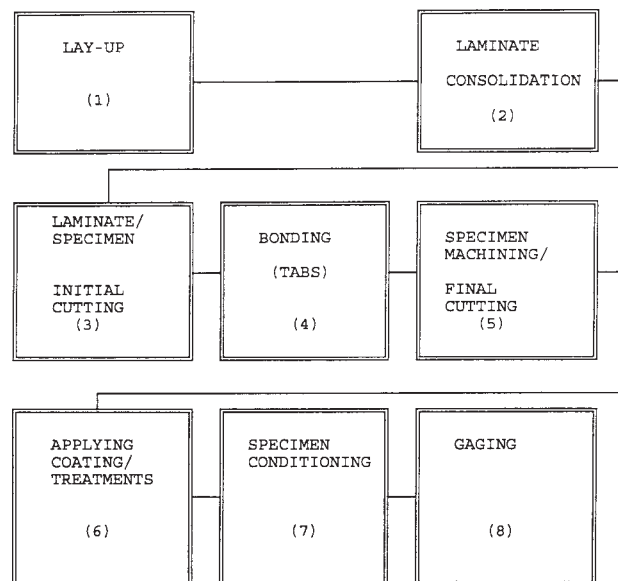 LAY-UP
(1)
LAMINATE
CONSOLIDATION
(2)
LAMINATE/
SPECIMEN
INITIAL
CUTTING
(3)
BONDING
(TABS)
(4)
SPECIMEN
MACHINING/
FINAL
CUTTING
(5)
APPLYING
COATING/
TREATMENTS
(6)
SPECIMEN
CONDITIONING
(7)
GAGING
(8)